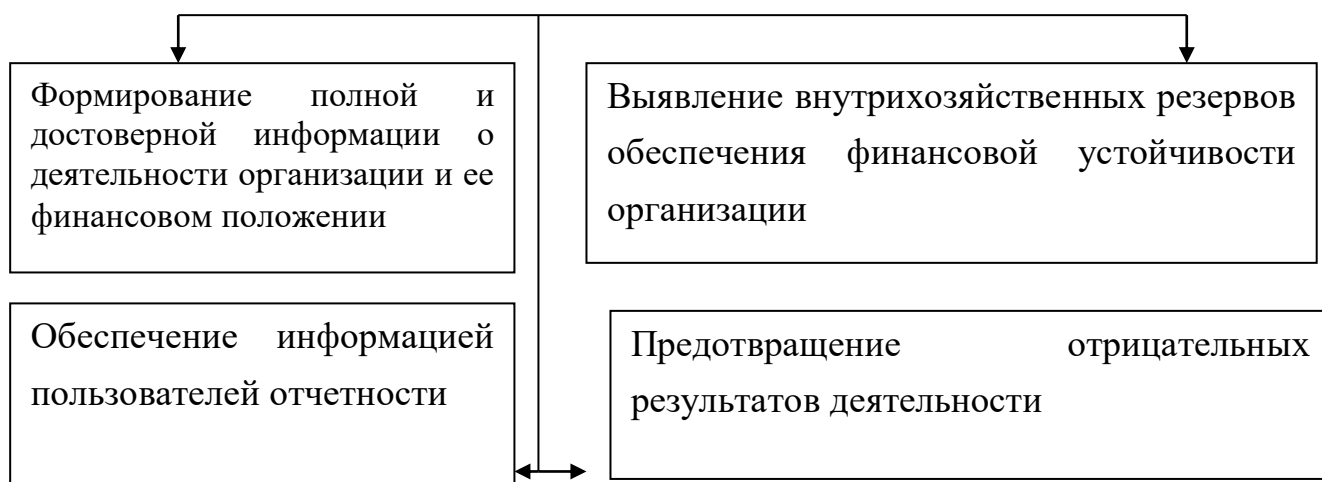 Формирование полной и
достоверной информации о
деятельности организации и ее
финансовом положении
Выявление внутрихозяйственных резервов
обеспечения финансовой устойчивости
организации
Обеспечение информацией
пользователей отчетности
Предотвращение отрицательных
результатов деятельности